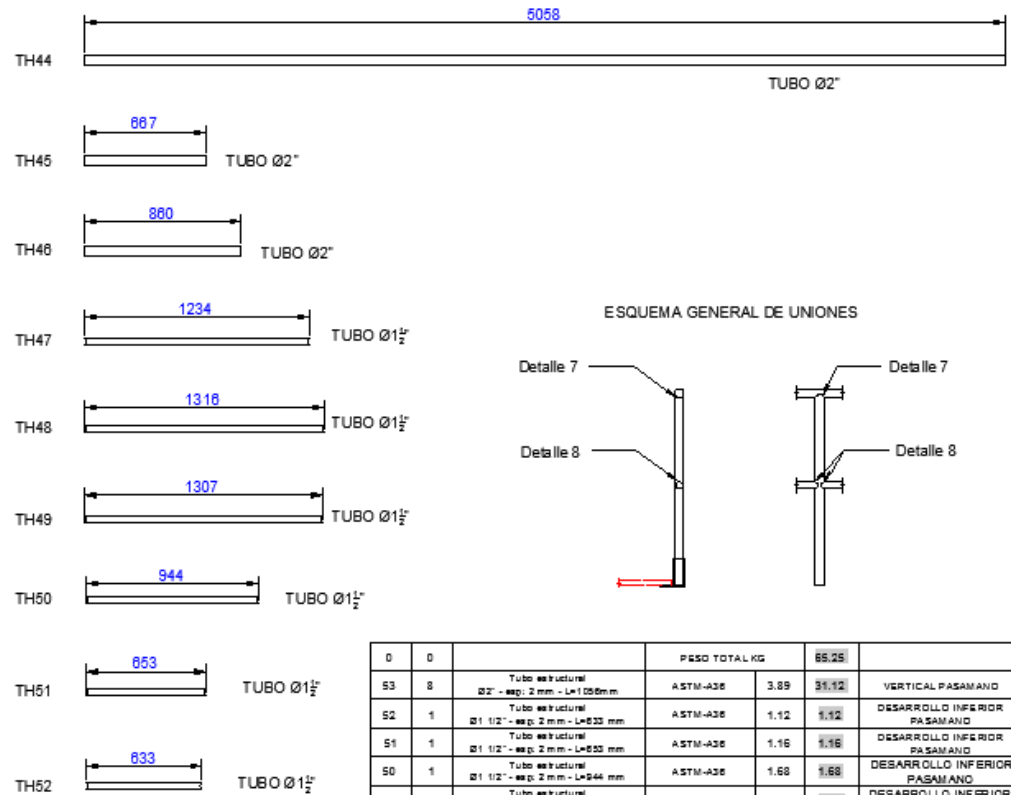 5058
TH44
TUBO Ø2"
667
TH45
TUBO Ø2"
860
TH46
TUBO Ø2"
1234
TH47
TUBO Ø1½"
1316
TH48
TUBO Ø1½"
1307
TH49
TUBO Ø1½"
944
TH50
TUBO Ø1½"
653
TH51
TUBO Ø1½"
633
TH52
TUBO Ø1½"
ESQUEMA GENERAL DE UNIONES
Detalle 7
Detalle 7
Detalle 8
Detalle 8
0 0 PESO TOTAL KG 65.25
53 8 Tubo estructural Ø2" - esp: 2 mm - L=1056mm ASTM-A36 3.89 31.12 VERTICAL PASAMANO
52 1 Tubo estructural Ø1 1/2" - esp: 2 mm - L=633 mm ASTM-A36 1.12 1.12 DESARROLLO INFERIOR PASAMANO
51 1 Tubo estructural Ø1 1/2" - esp: 2 mm - L=653 mm ASTM-A36 1.16 1.16 DESARROLLO INFERIOR PASAMANO
50 1 Tubo estructural Ø1 1/2" - esp: 2 mm - L=944 mm ASTM-A36 1.68 1.68 DESARROLLO INFERIOR PASAMANO
Tubo estructural DESARROLLO INFERIOR